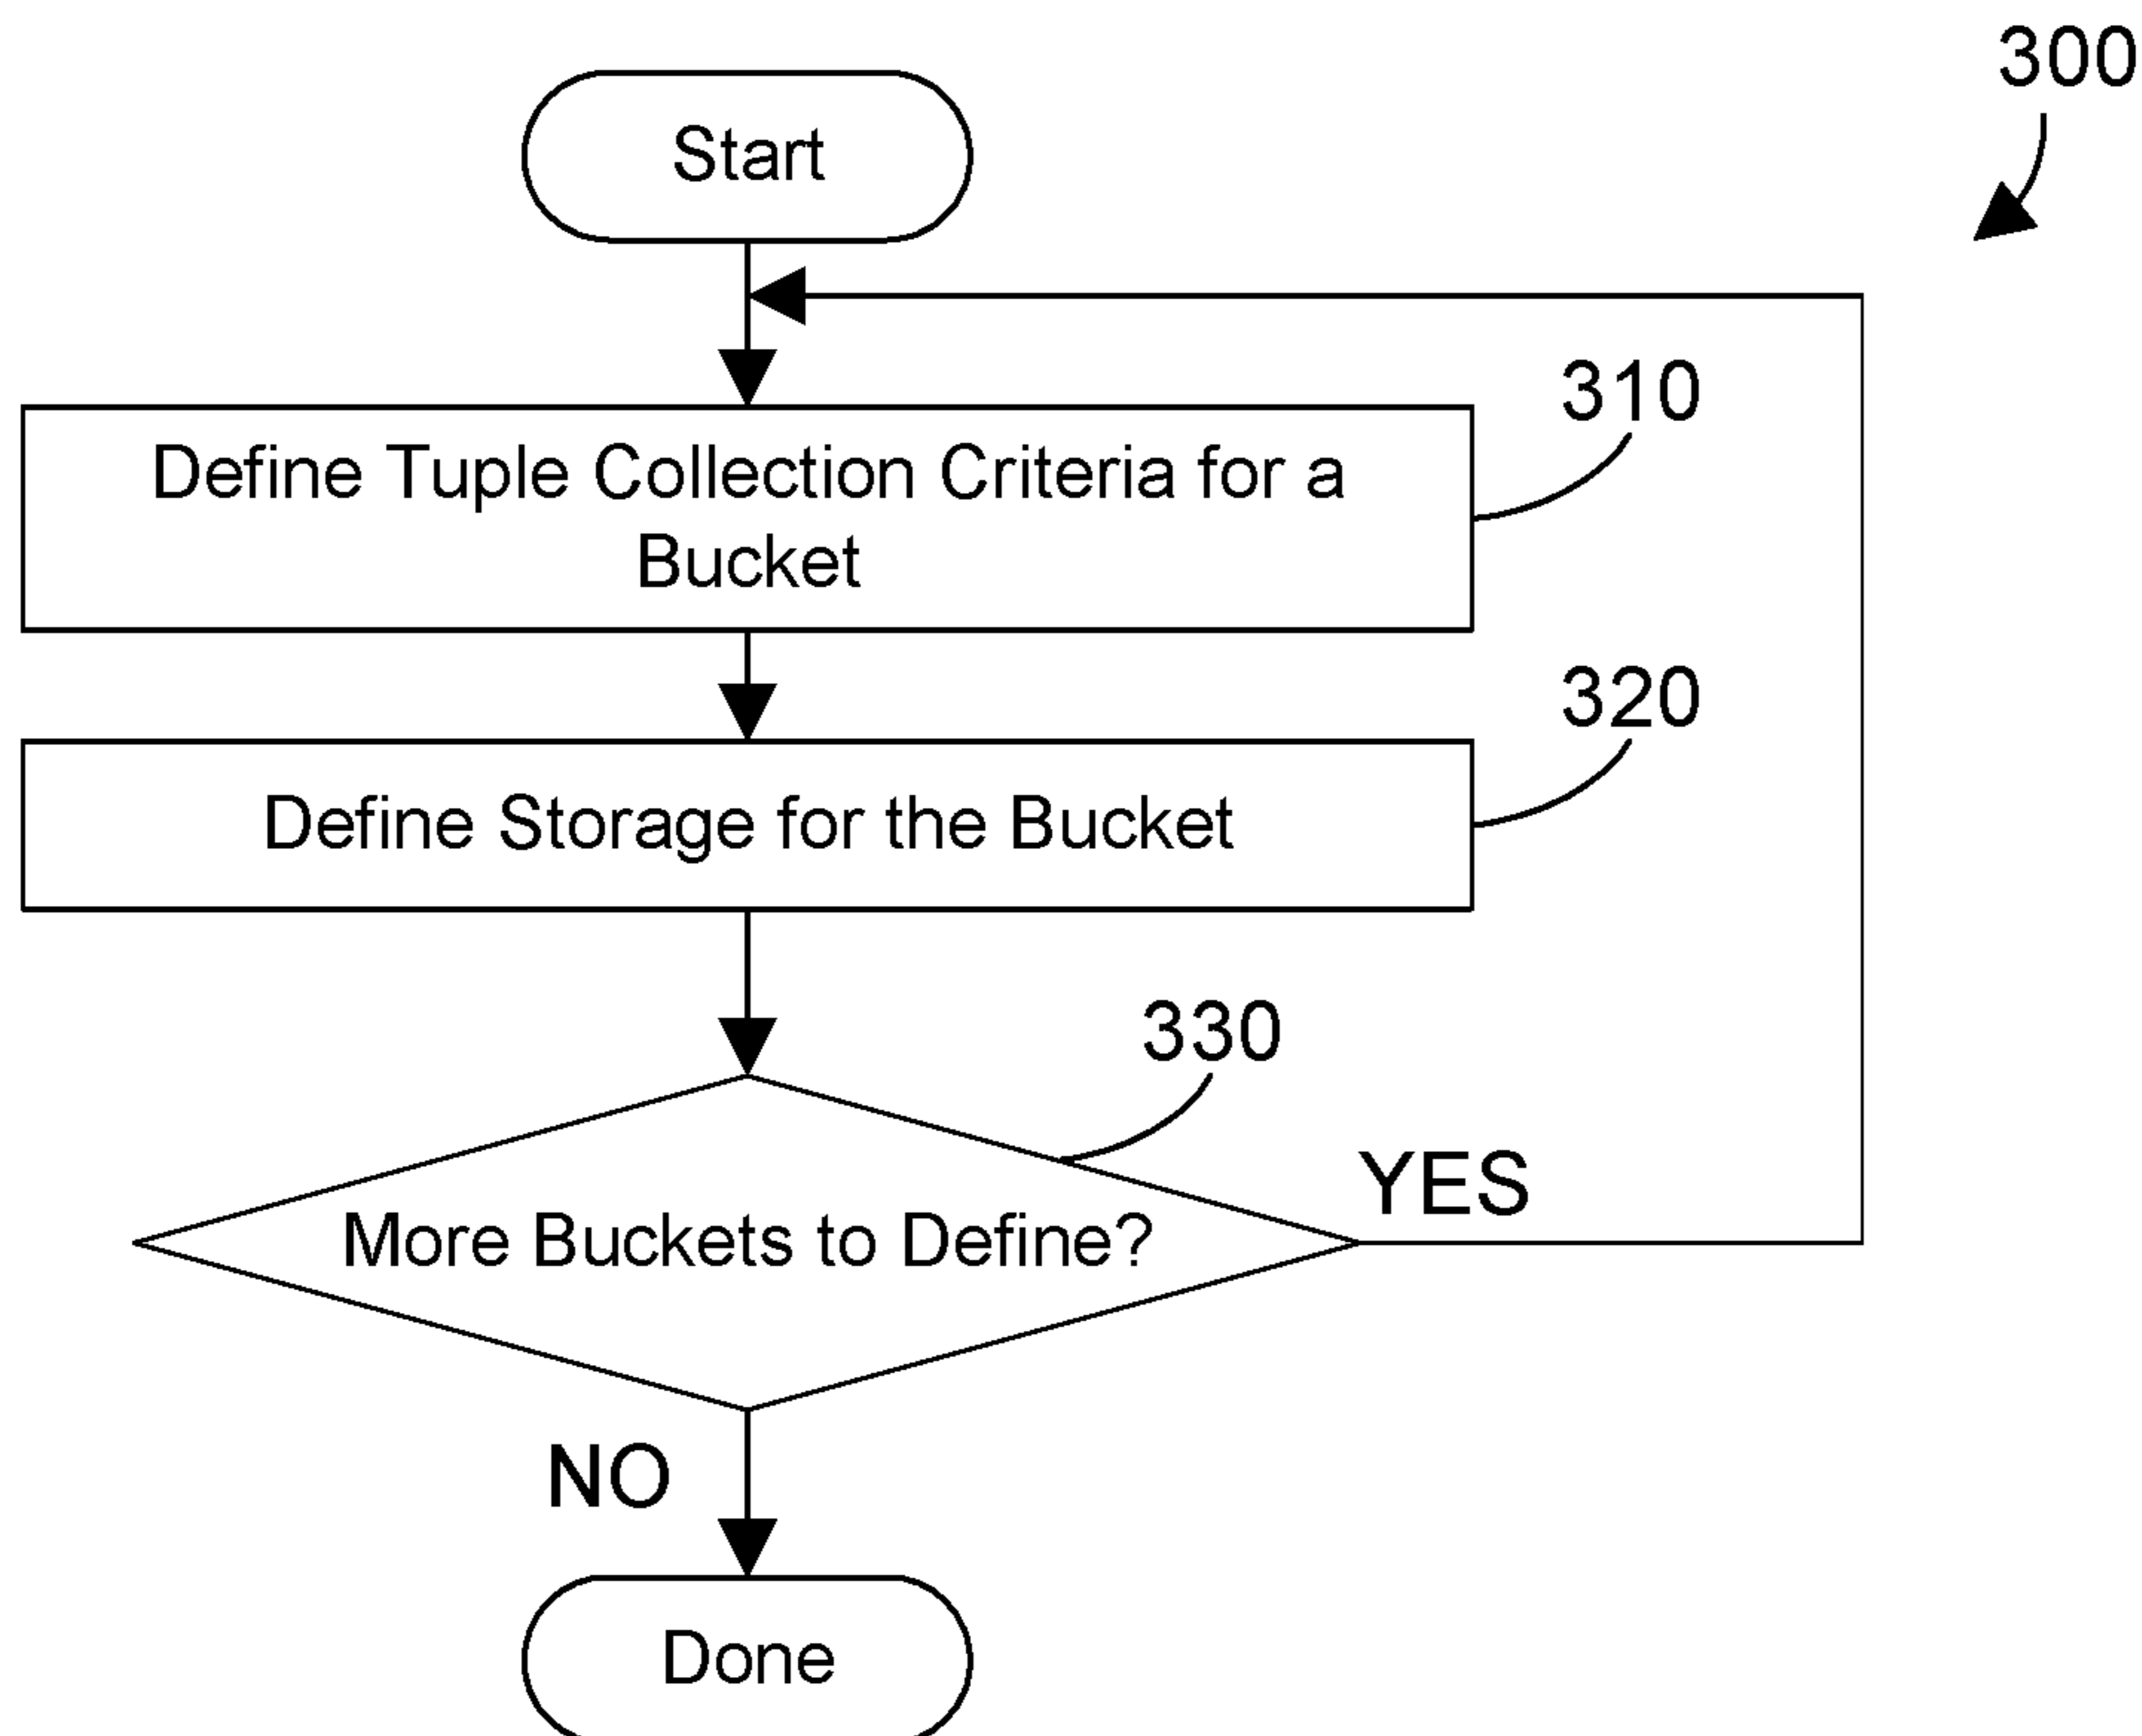 300
Start
310
Define Tuple Collection Criteria for a
Bucket
320
Define Storage for the Bucket
330
YES
More Buckets to Define?
NO
Done